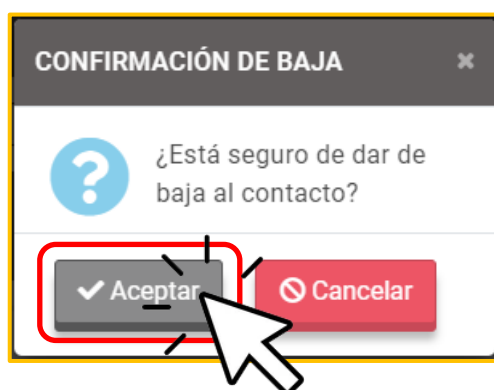 CONFIRMACIÓN DE BAJA
¿Está seguro de dar de
baja al contacto?
Aceptar
Cancelar